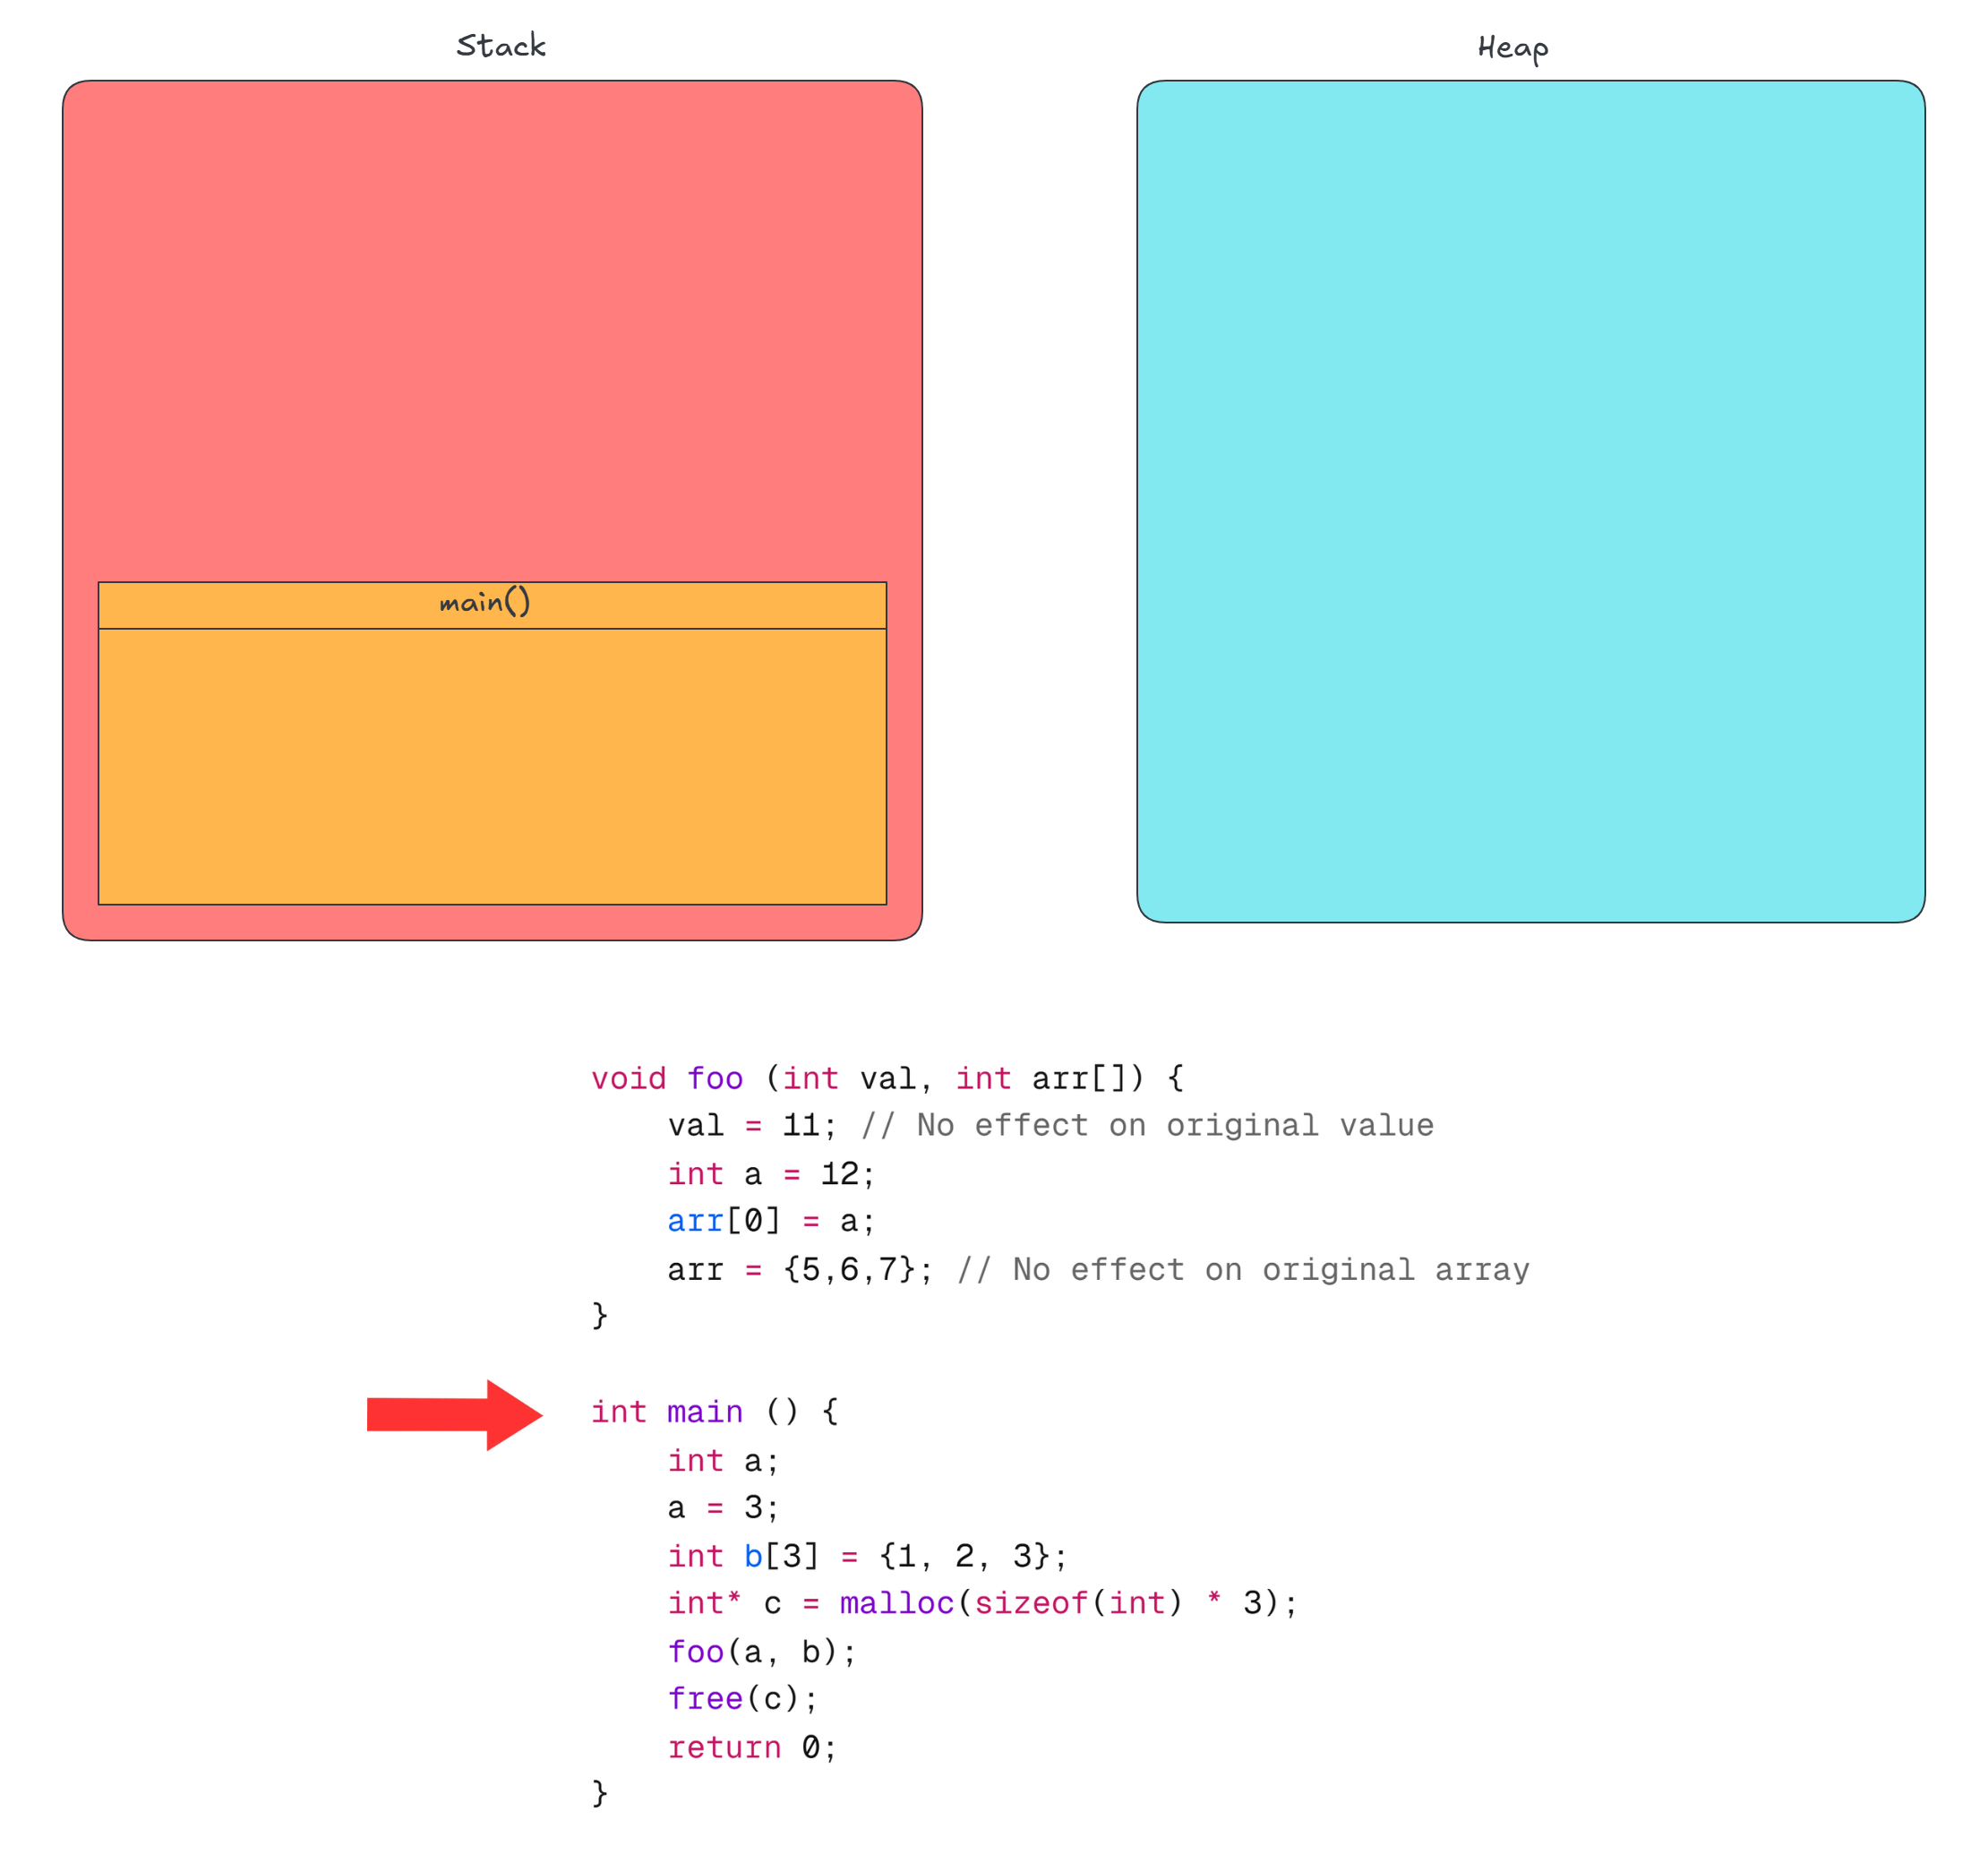 Stack
Heap
main()
void foo (int val, int arr[]) {
    val = 11; // No effect on original value
    int a = 12;
    arr[0] = a;
    arr = {5,6,7}; // No effect on original array
}
int main () {
    int a;
    a = 3;
    int b[3] = {1, 2, 3};
    int* c = malloc(sizeof(int) * 3);
    foo(a, b);
    free(c);
    return 0;
}